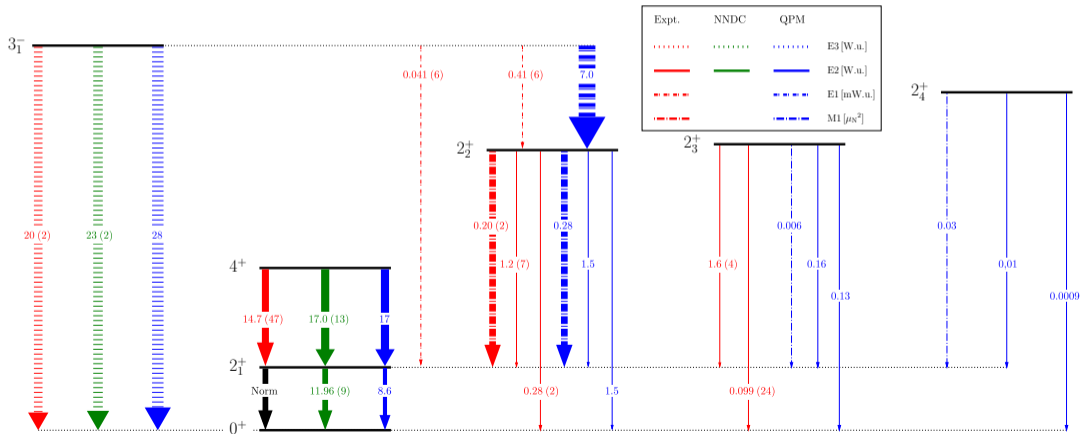 Expt. NNDC QPM
E3 [W.u.]
E2 [W.u.]
E1 [mW.u.]
M1 [μ_N²]
3₁⁻
0.041 (6) 0.41 (6) 7.0
2₄⁺
2₂⁺
2₃⁺
20 (2) 23 (2) 28
0.20 (2) 0.28
0.006
0.03
4⁺
1.2 (7) 1.5
1.6 (4) 0.16
0.01
0.13
0.0009
14.7 (47) 17.0 (13) 17
2₁⁺
Norm 11.96 (9) 8.6
0.28 (2) 1.5
0.099 (24)
0⁺